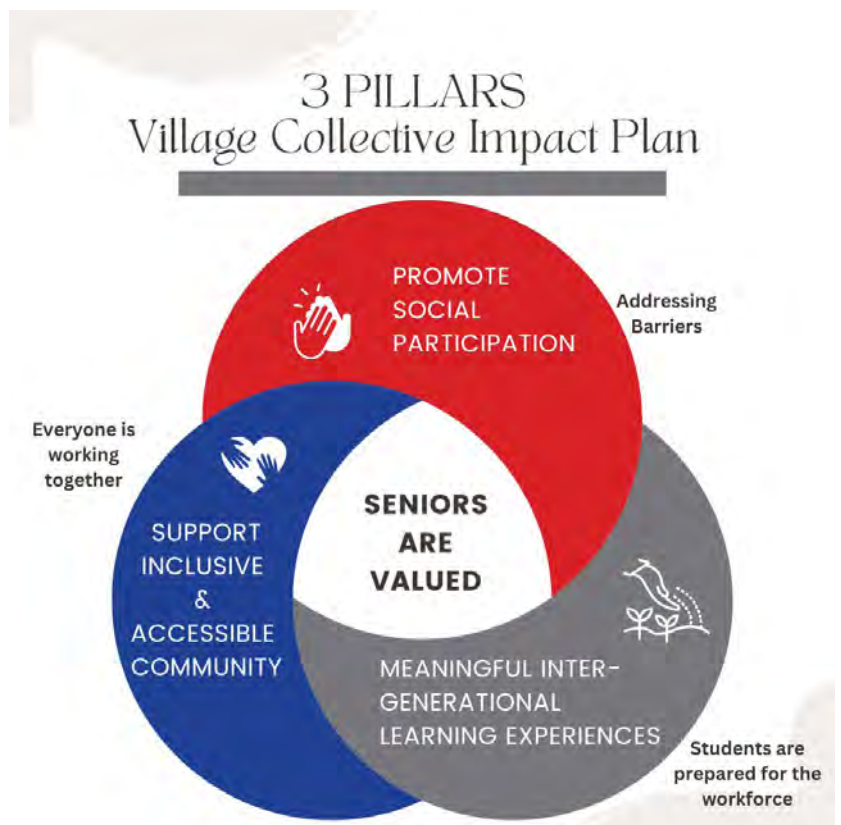 3 PILLARS
Village Collective Impact Plan
PROMOTE
SOCIAL
PARTICIPATION
Addressing
Barriers
Everyone is
working
together
SUPPORT
INCLUSIVE
&
ACCESSIBLE
COMMUNITY
SENIORS
ARE
VALUED
MEANINGFUL INTER-
GENERATIONAL
LEARNING EXPERIENCES
Students are
prepared for the
workforce